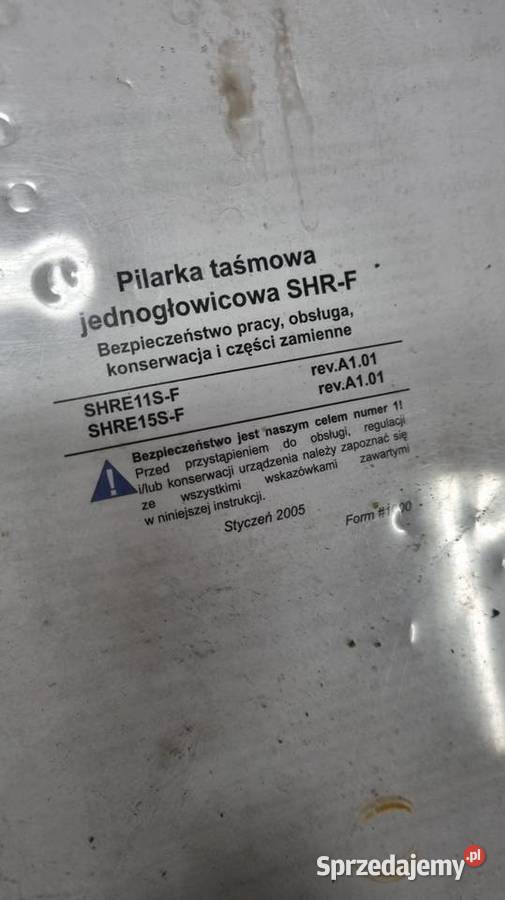 Pilarka taśmowa
jednogłowicowa SHR-F
Bezpieczeństwo pracy, obsługa,
konserwacja i części zamienne
SHRE11S-F rev.A1.01
SHRE15S-F rev.A1.01
Bezpieczeństwo jest naszym celem numer 1!
Przed przystąpieniem do obsługi, regulacji
i/lub konserwacji urządzenia należy zapoznać się
ze wszystkimi wskazówkami zawartymi
w niniejszej instrukcji.
Styczeń 2005 Form
Sprzedajemy.pl